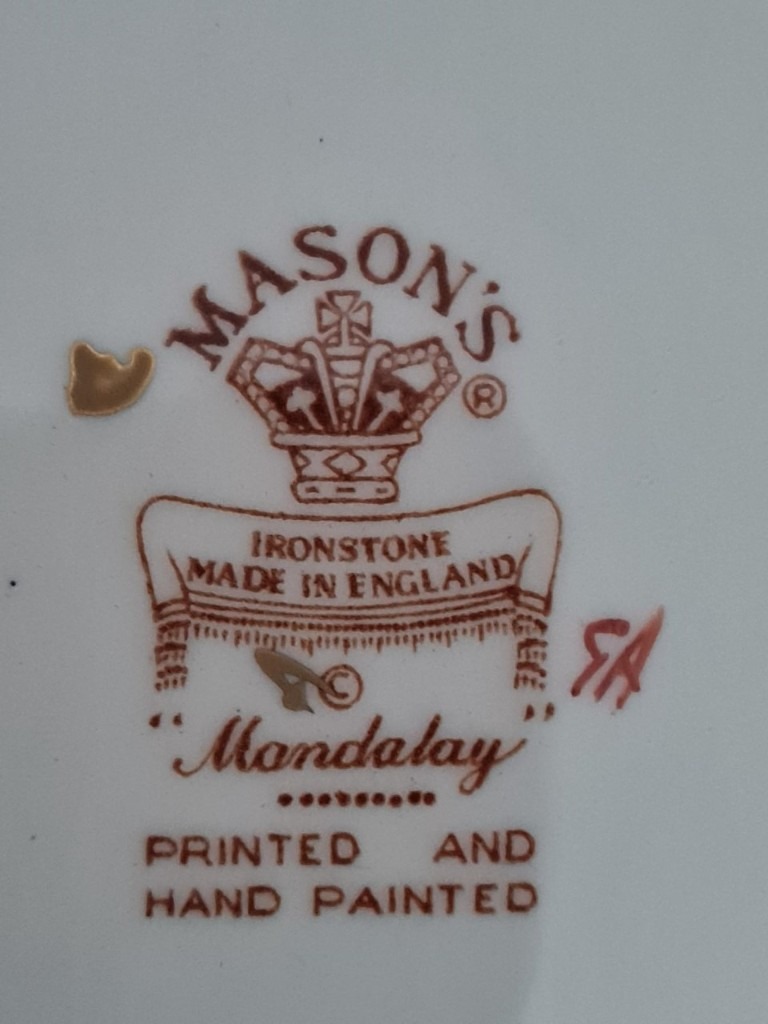 MASON'S
®
IRONSTONE
MADE IN ENGLAND
©
"Mandalay"
PRINTED AND
HAND PAINTED